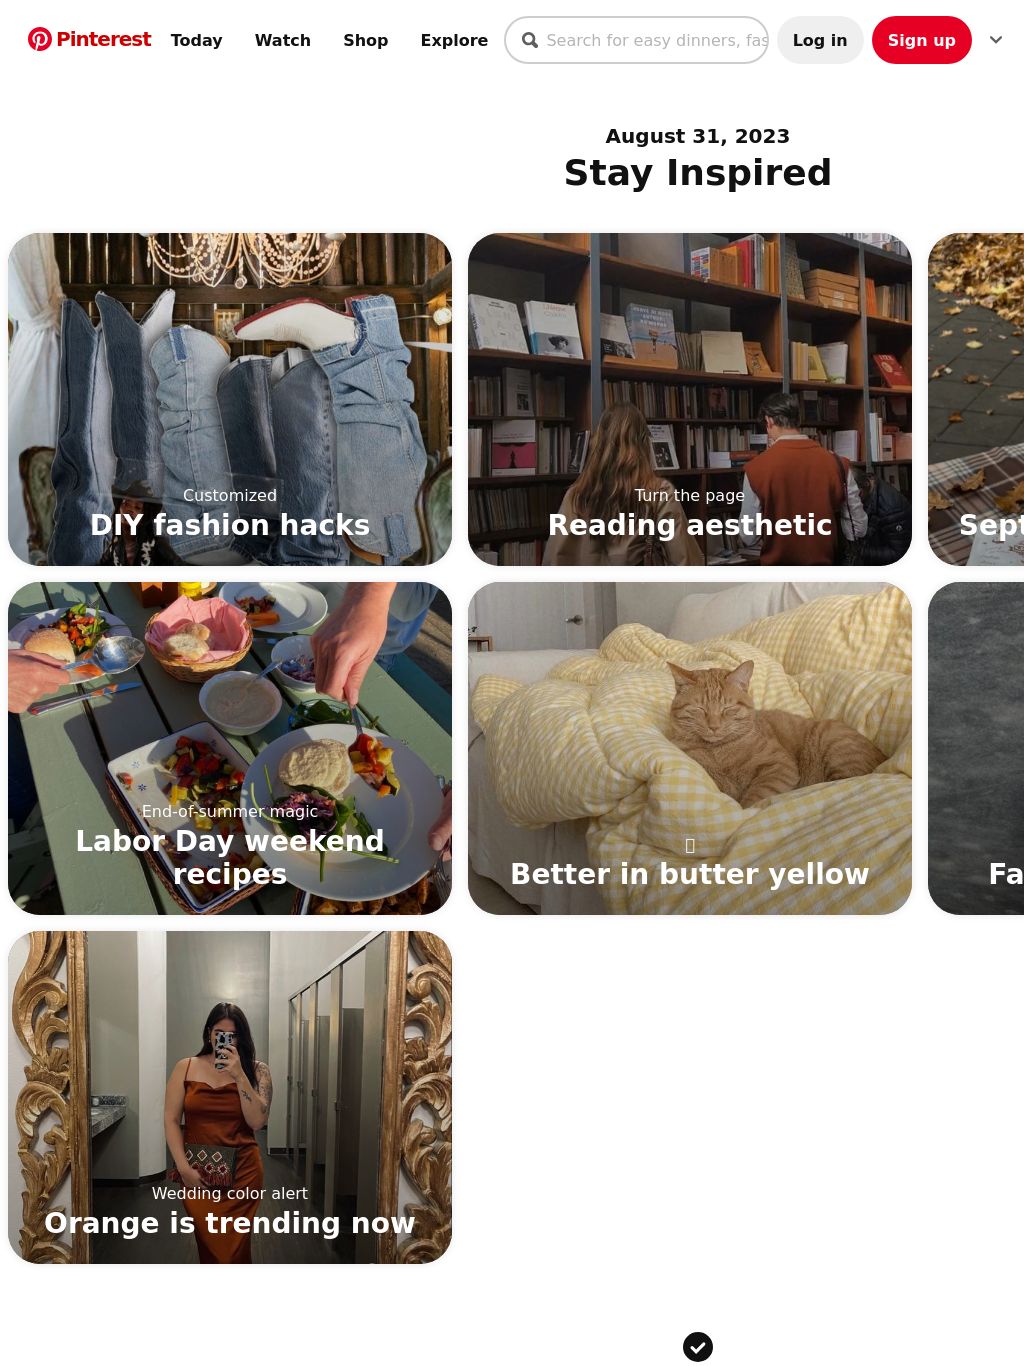 Pinterest
Today
Watch
Shop
Explore
Search for easy dinners, fas
Log in
Sign up
August 31, 2023
Stay Inspired
Customized
DIY fashion hacks
Turn the page
Reading aesthetic
Sept
End-of-summer magic
Labor Day weekend
recipes
Better in butter yellow
Fa
Wedding color alert
Orange is trending now